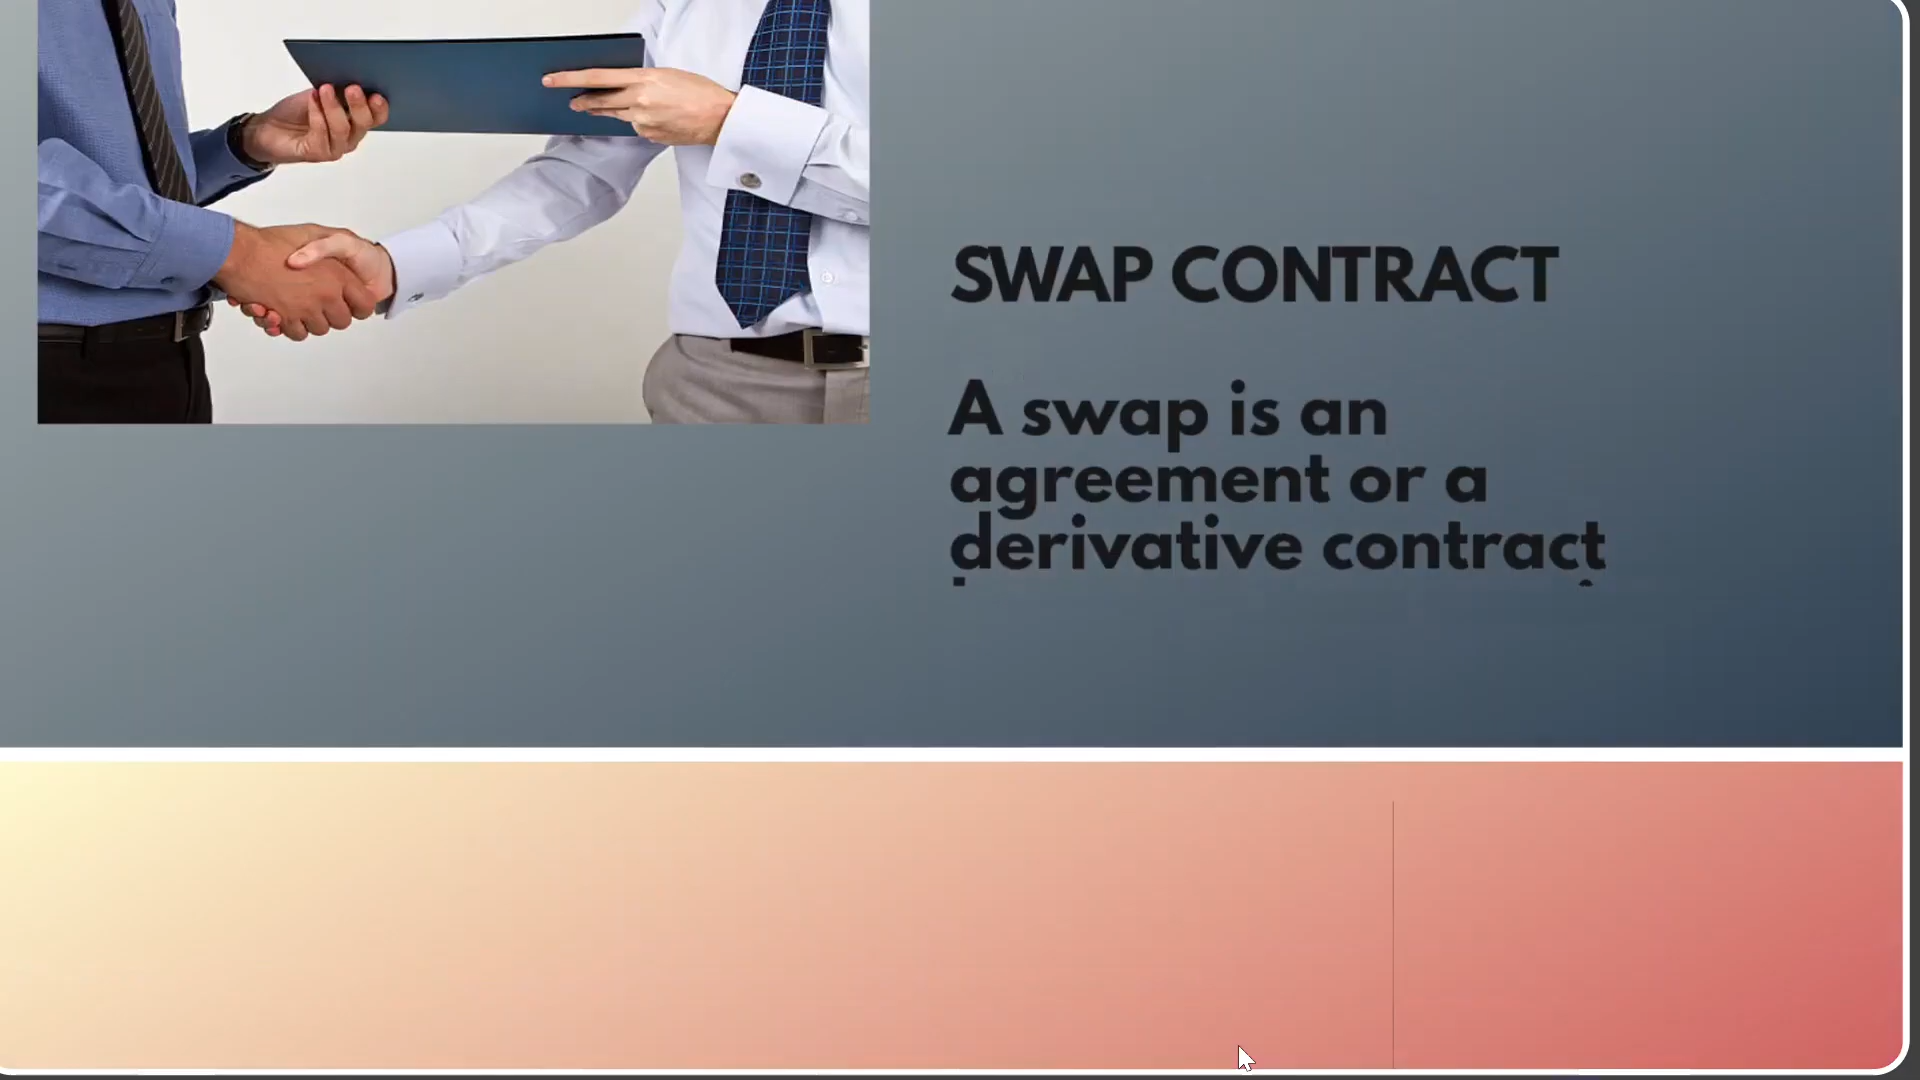 SWAP CONTRACT
A swap is an
agreement or a
derivative contract